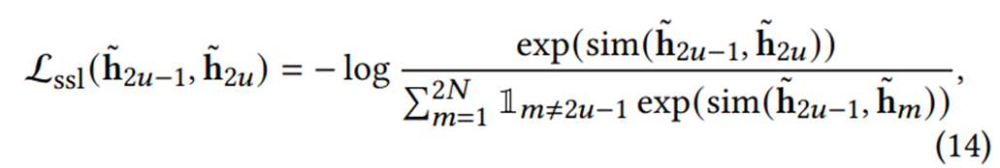 ℒ_ssl(h̃_{2u−1}, h̃_{2u}) = − log exp(sim(h̃_{2u−1}, h̃_{2u})) / ∑_{m=1}^{2N} 𝟙_{m≠2u−1} exp(sim(h̃_{2u−1}, h̃_m)),
(14)